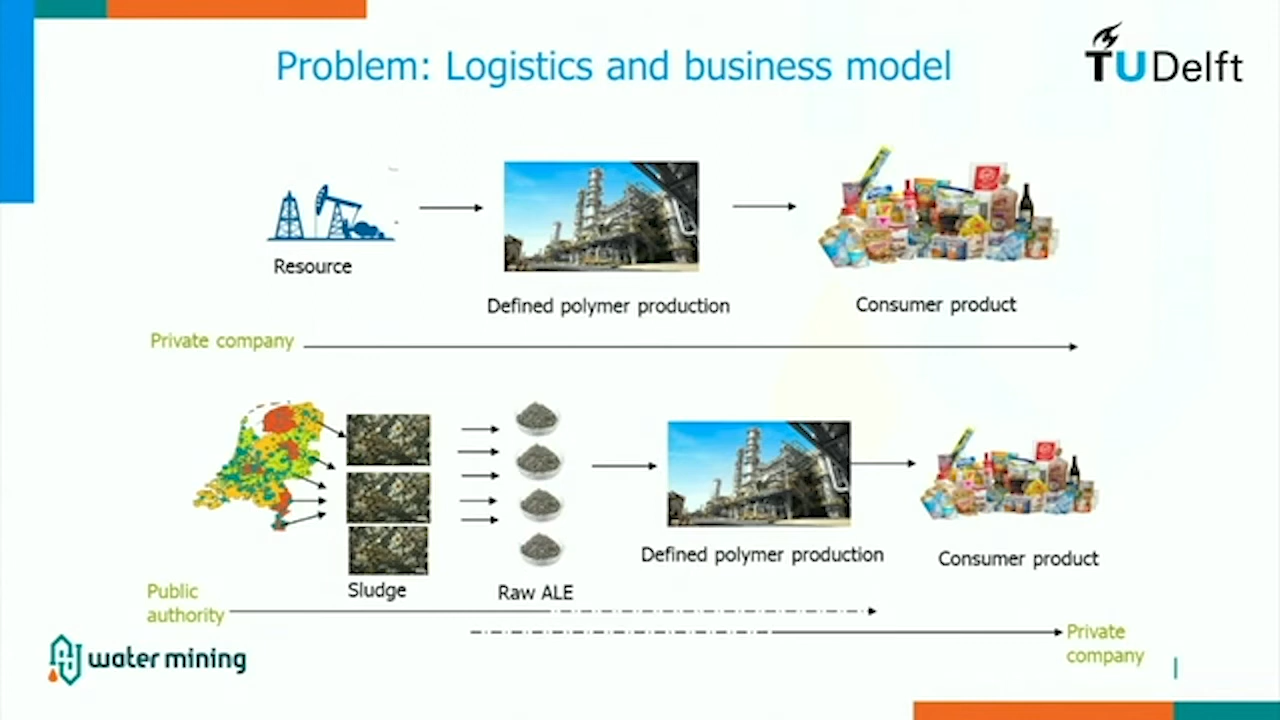 Problem: Logistics and business model
TU Delft
Resource
Defined polymer production
Consumer product
Private company
Sludge
Raw ALE
Defined polymer production
Consumer product
Public
authority
Private
company
water mining